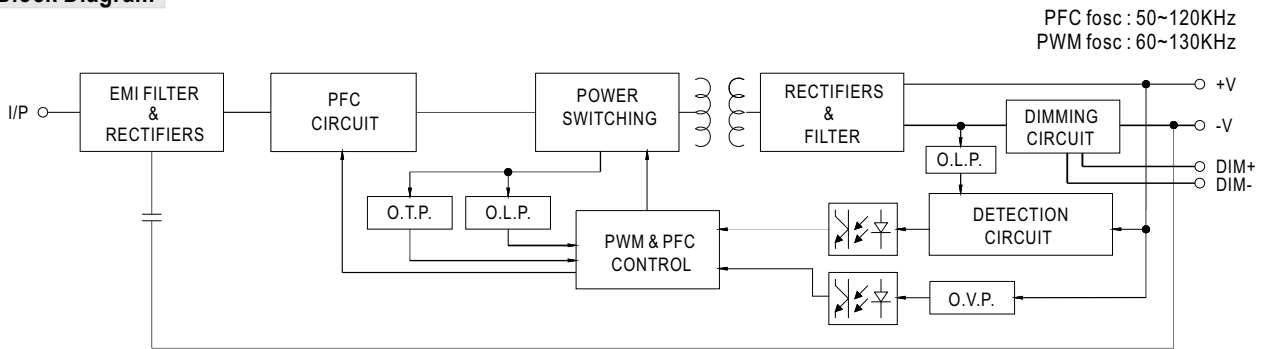 Block Diagram
PFC fosc : 50~120KHz
PWM fosc : 60~130KHz
I/P
EMI FILTER
&
RECTIFIERS
PFC
CIRCUIT
POWER
SWITCHING
RECTIFIERS
&
FILTER
DIMMING
CIRCUIT
+V
-V
DIM+
DIM-
O.L.P.
O.T.P.
O.L.P.
PWM & PFC
CONTROL
DETECTION
CIRCUIT
O.V.P.